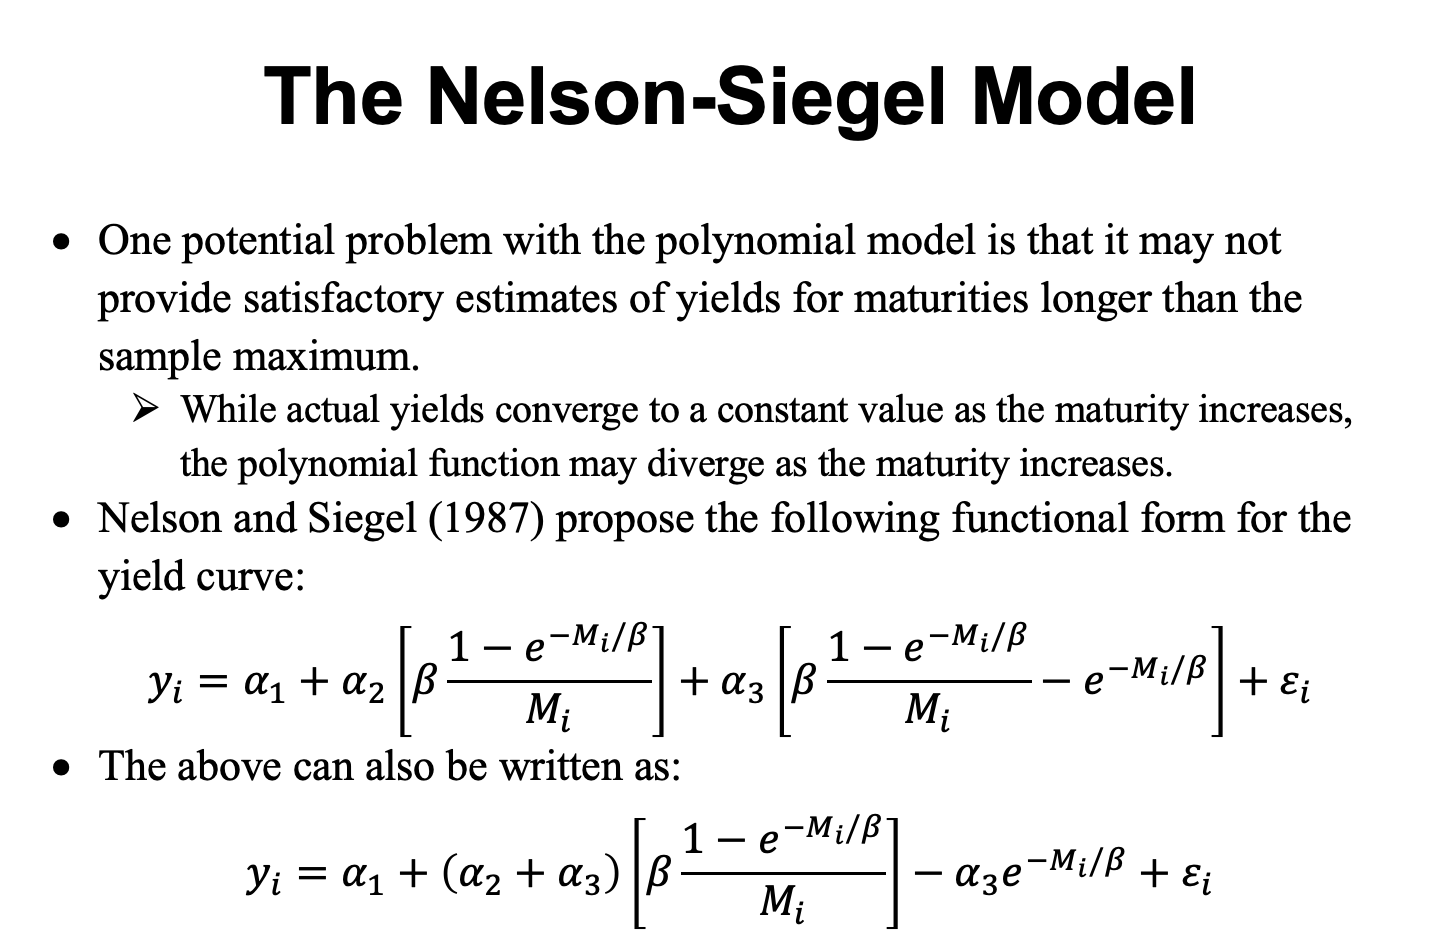 The Nelson-Siegel Model
• One potential problem with the polynomial model is that it may not
provide satisfactory estimates of yields for maturities longer than the
sample maximum.
➢ While actual yields converge to a constant value as the maturity increases,
the polynomial function may diverge as the maturity increases.
• Nelson and Siegel (1987) propose the following functional form for the
yield curve:
$y_i = \alpha_1 + \alpha_2 \left[ \beta \frac{1 - e^{-M_i/\beta}}{M_i} \right] + \alpha_3 \left[ \beta \frac{1 - e^{-M_i/\beta}}{M_i} - e^{-M_i/\beta} \right] + \varepsilon_i$
• The above can also be written as:
$y_i = \alpha_1 + (\alpha_2 + \alpha_3) \left[ \beta \frac{1 - e^{-M_i/\beta}}{M_i} \right] - \alpha_3 e^{-M_i/\beta} + \varepsilon_i$